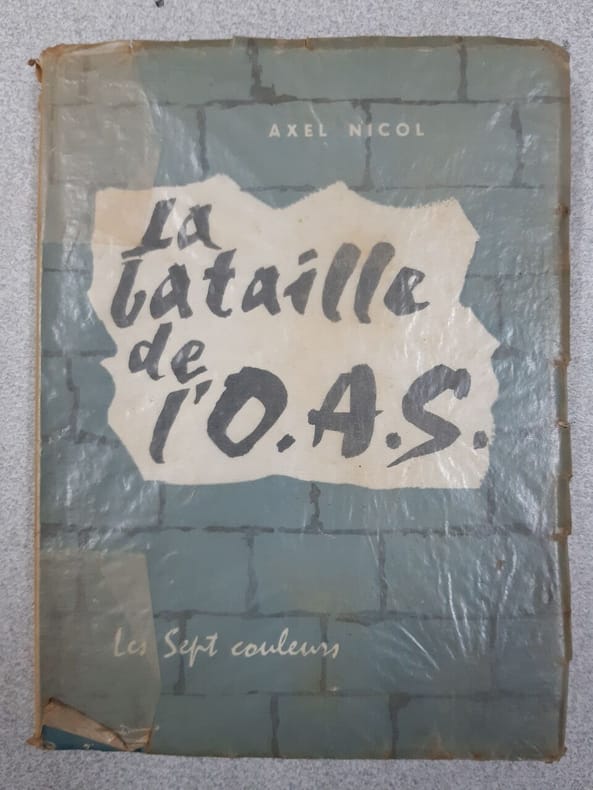 AXEL NICOL
La
bataille
de
l'O.A.S.
Les Sept couleurs